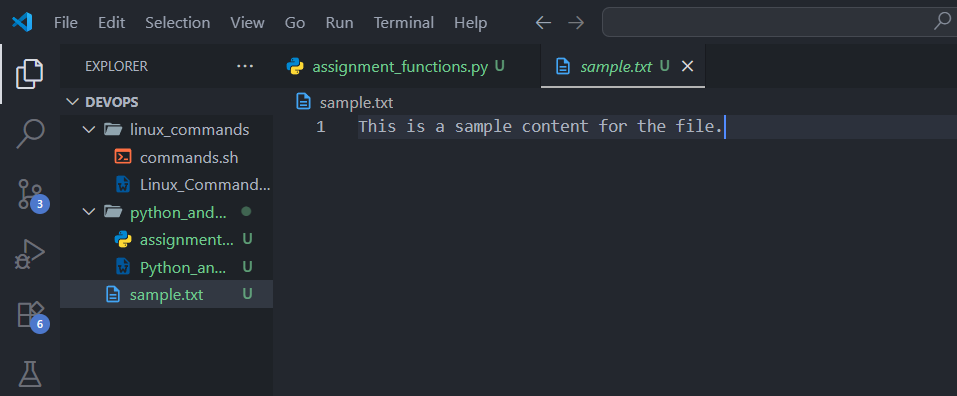 File Edit Selection View Go Run Terminal Help
EXPLORER
assignment_functions.py U
sample.txt U
DEVOPS
sample.txt
linux_commands
1 This is a sample content for the file.
commands.sh
Linux_Command...
3
python_and...
assignment... U
Python_an... U
sample.txt U
6